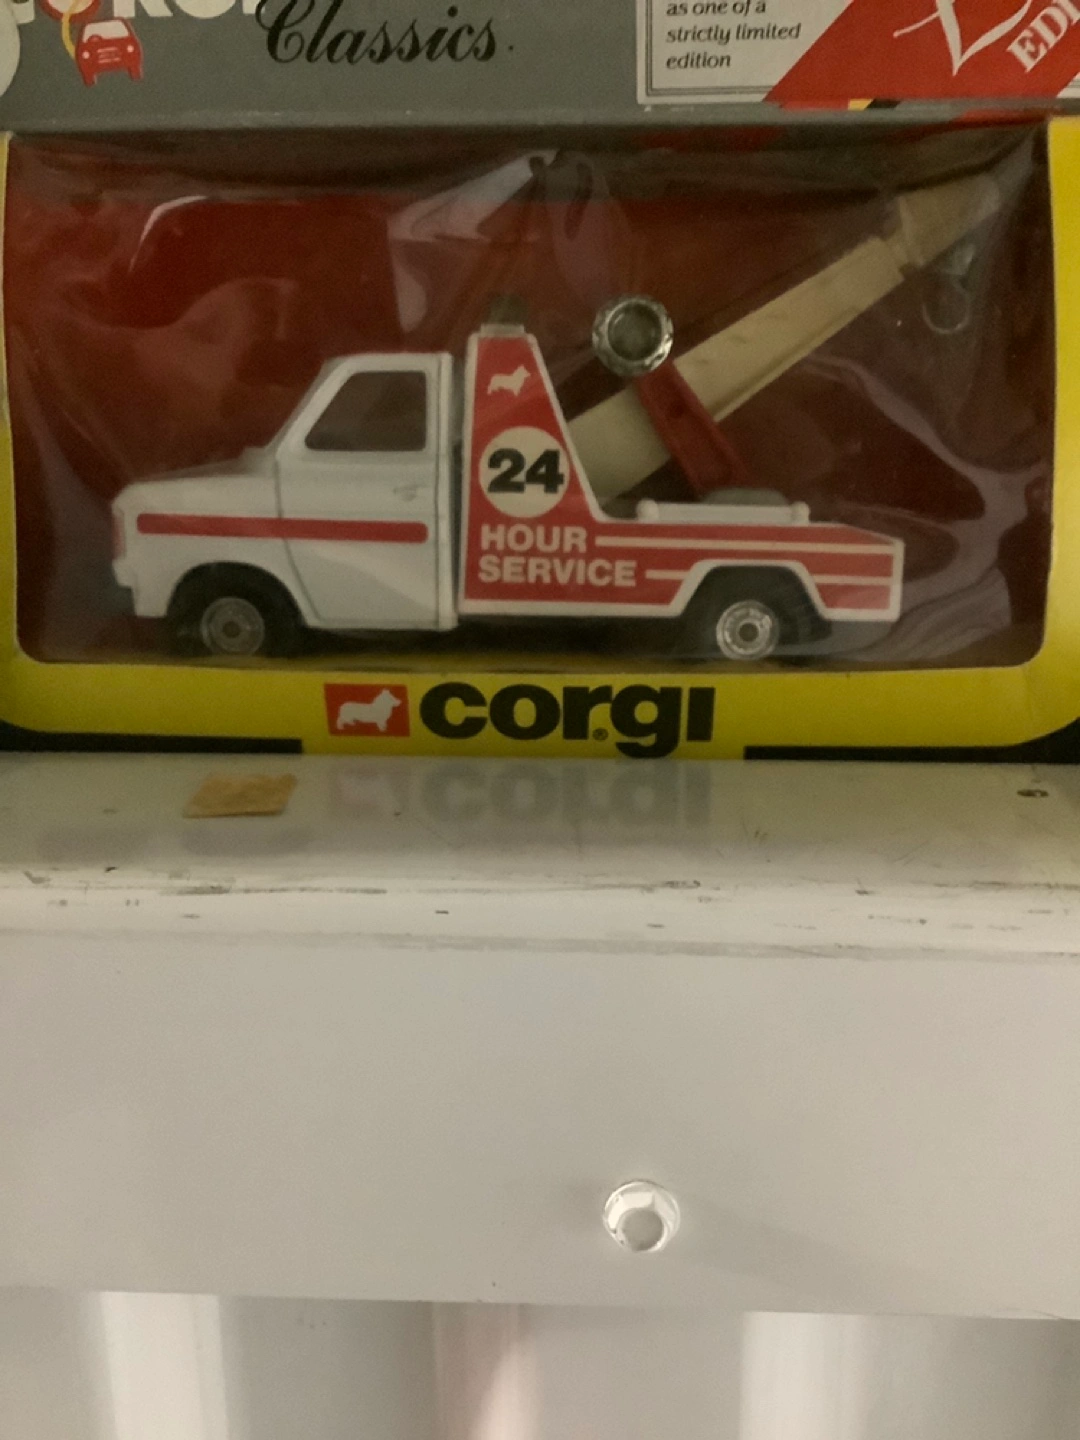 Classics
as one of a
strictly limited
edition
24
HOUR
SERVICE
corgi®